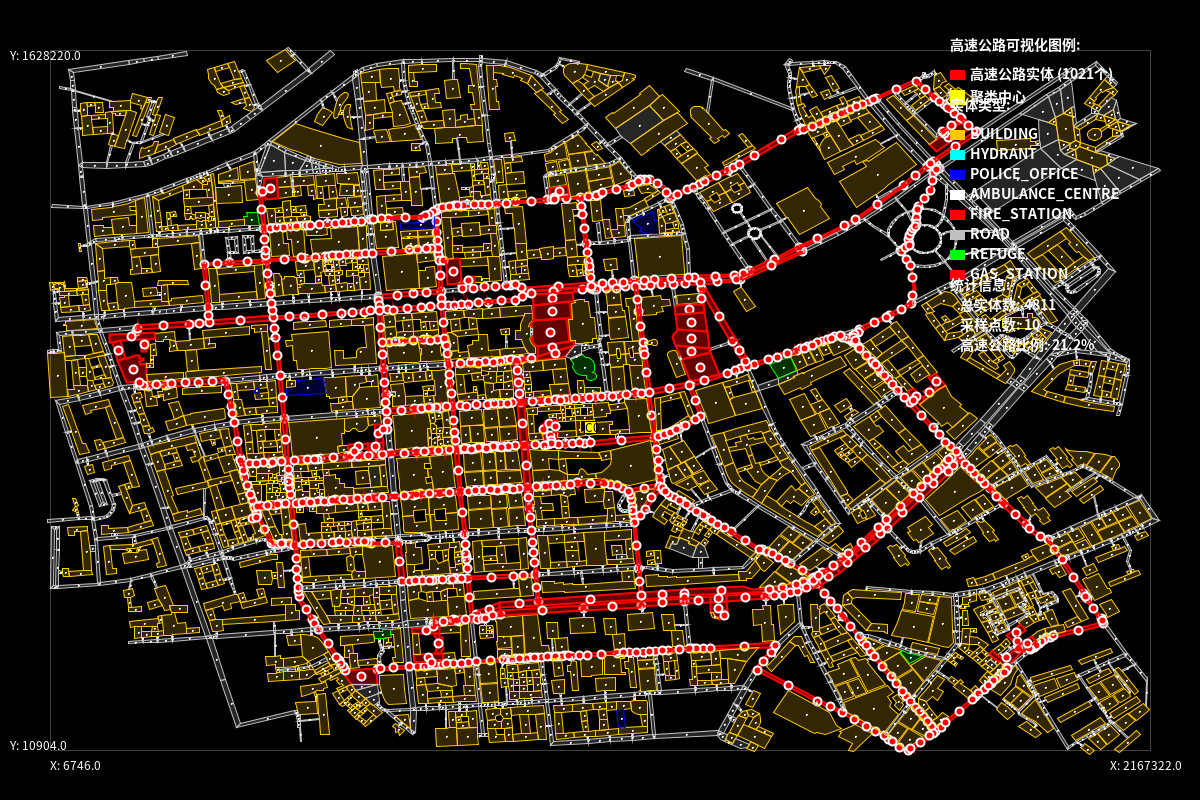 高速公路可视化图例:
Y: 1628220.0
高速公路实体 (1021个)
聚类中心
实体类型:
BUILDING
HYDRANT
POLICE_OFFICE
AMBULANCE_CENTRE
FIRE_STATION
ROAD
REFUGE
GAS_STATION
统计信息:
总实体数: 4811
采样点数: 10
高速公路比例: 21.2%
Y: 10904.0
X: 6746.0
X: 2167322.0